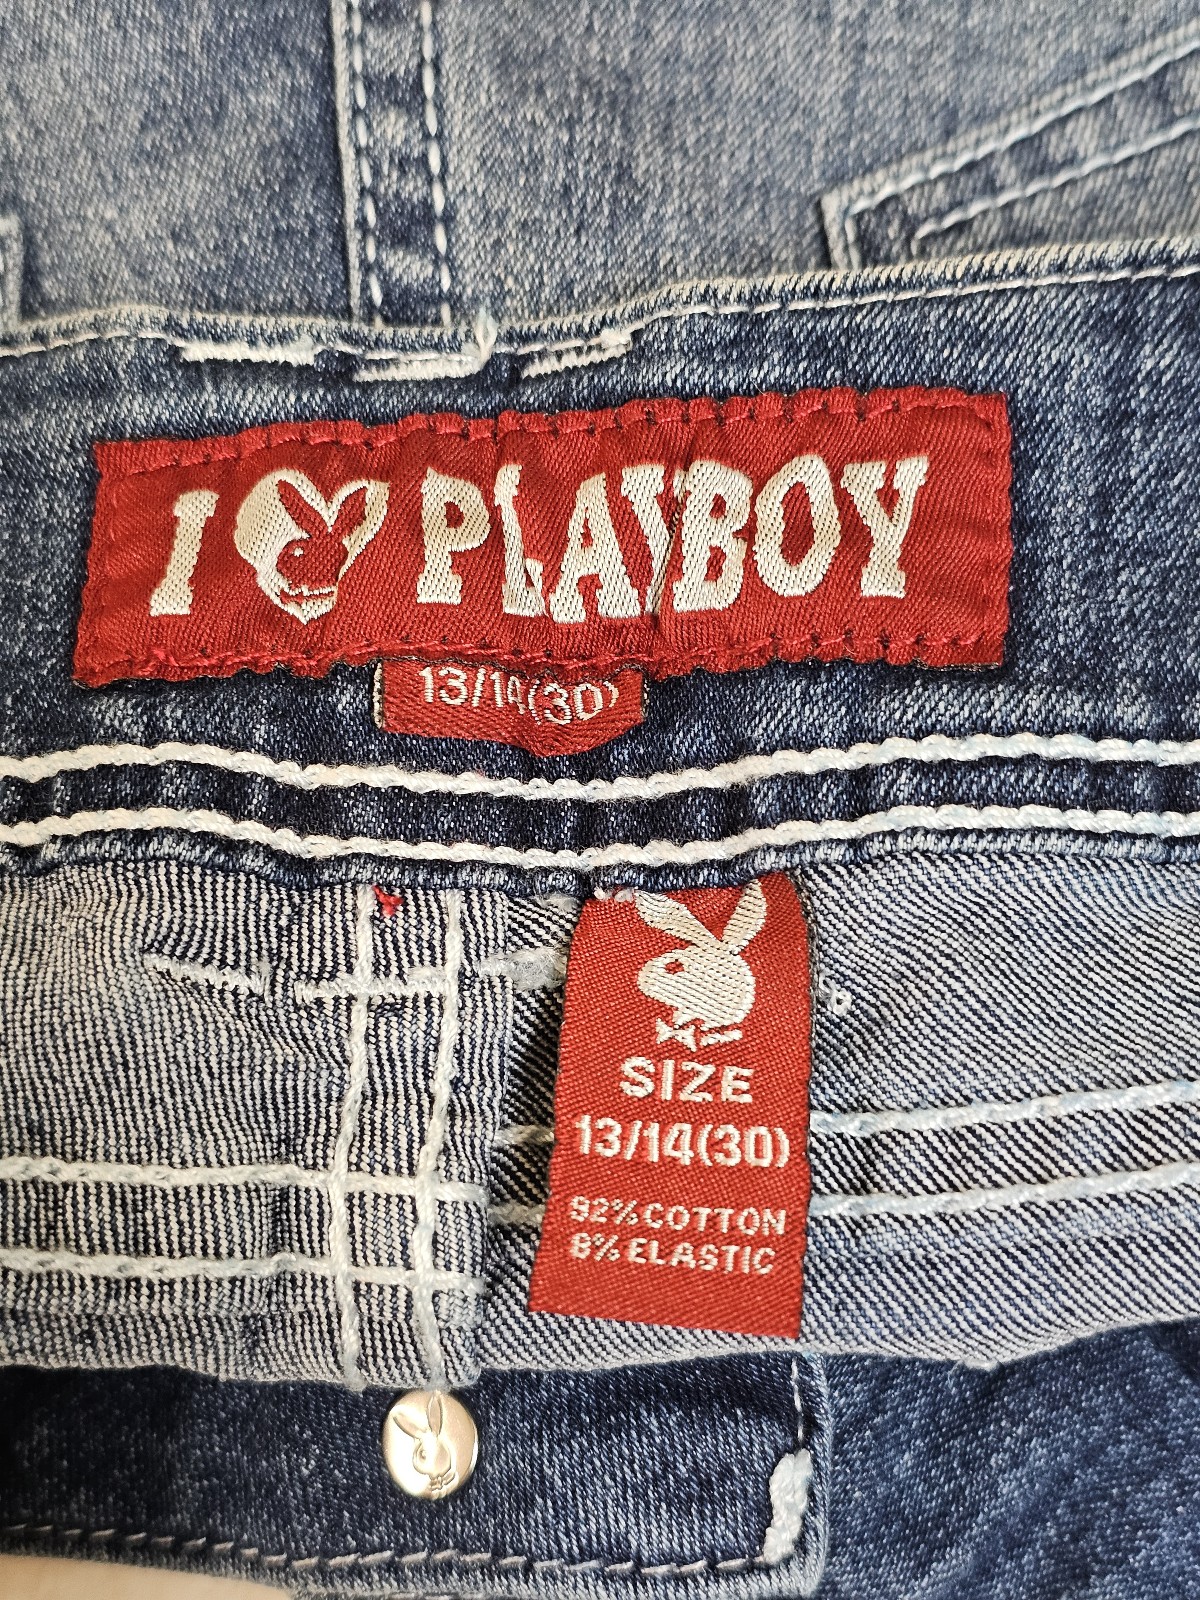 I PLAYBOY
13/14(30)
SIZE
13/14(30)
92%COTTON
8% ELASTIC